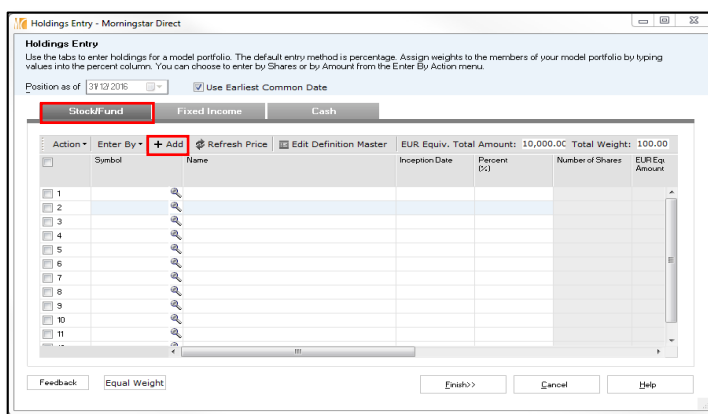 Holdings Entry - Morningstar Direct
Holdings Entry
Use the tabs to enter holdings for a model portfolio. The default entry method is percentage. Assign weights to the members of your model portfolio by typing
values into the percent column. You can choose to enter by Shares or by Amount from the Enter By Action menu.
Position as of 31/12/2016 Use Earliest Common Date
Stock/Fund Fixed Income Cash
Action Enter By + Add Refresh Price Edit Definition Master EUR Equiv. Total Amount: 10,000.00 Total Weight: 100.00
Symbol Name Inception Date Percent Number of Shares EUR Equ
(%) Amount
1
2
3
4
5
6
7
8
9
10
11
Feedback Equal Weight Finish>> Cancel Help